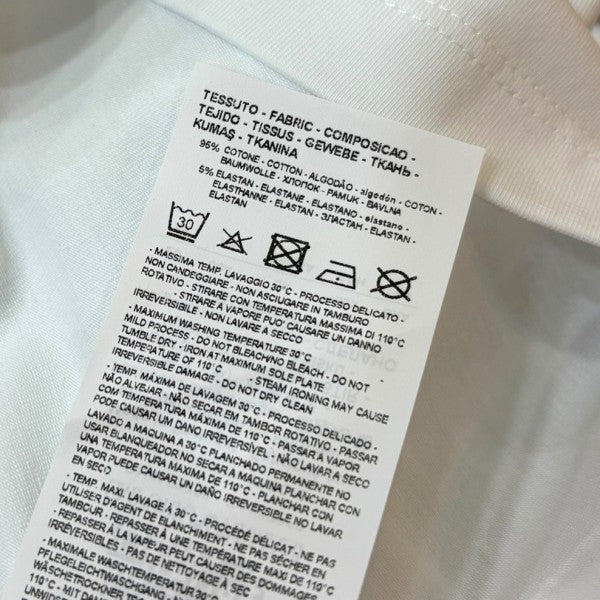 TESSUTO - FABRIC - COMPOSICAO -
TEJIDO - TISSUS - GEWEBE - ТКАНЬ -
KUMAŞ - TKANINA
95% COTONE - COTTON - ALGODÃO - algodón - COTON -
BAUMWOLLE - ХЛОПОК - PAMUK - BAVLNA
5% ELASTAN - ELASTANE - ELASTANO - elastano -
ELASTHANNE - ELASTAN - ЭЛАСТАН - ELASTAN -
ELASTAN
30
- MASSIMA TEMP. LAVAGGIO 30°C - PROCESSO DELICATO -
NON CANDEGGIARE - NON ASCIUGARE IN TAMBURO
ROTATIVO - STIRARE CON TEMPERATURA MASSIMA DI 110°C
- STIRARE A VAPORE PUO' CAUSARE UN DANNO
IRREVERSIBILE - NON LAVARE A SECCO
- MAXIMUM WASHING TEMPERATURE 30°C
MILD PROCESS - DO NOT BLEACH/NO BLEACH - DO NOT
TUMBLE DRY - IRON AT MAXIMUM SOLE PLATE
TEMPERATURE OF 110°C - STEAM IRONING MAY CAUSE
IRREVERSIBLE DAMAGE - DO NOT DRY CLEAN
- TEMP. MÁXIMA DE LAVAGEM 30°C - PROCESSO DELICADO -
NÃO ALVEJAR - NÃO SECAR EM TAMBOR ROTATIVO - PASSAR
COM TEMPERATURA MÁXIMA DE 110°C - PASSAR A VAPOR
PODE CAUSAR UM DANO IRREVERSÍVEL - NÃO LAVAR A SECO
LAVADO A MAQUINA A 30°C PLANCHADO PERMANENTE NO
USAR BLANQUEADOR NO SECAR A MAQUINA PLANCHAR CON
UNA TEMPERATURA MÁXIMA DE 110°C - PLANCHAR CON
VAPOR PUEDE CAUSAR UN DAÑO IRREVERSIBLE NO LAVAR
EN SECO
- TEMP. MAXI. LAVAGE À 30°C - PROCÉDÉ DÉLICAT - NE PAS
UTILISER D'AGENT DE BLANCHIMENT - NE PAS SÉCHER EN
TAMBOUR - REPASSER À UNE TEMPÉRATURE MAXI DE 110°C
- REPASSER À LA VAPEUR PEUT CAUSER DES DOMMAGES
IRRÉVERSIBLES - PAS DE NETTOYAGE À SEC
- MAXIMALE WASCHTEMPERATUR 30°C -
PFLEGELEICHTWASCHGANG -
WÄSCHETROCKNER
110°C - MIT